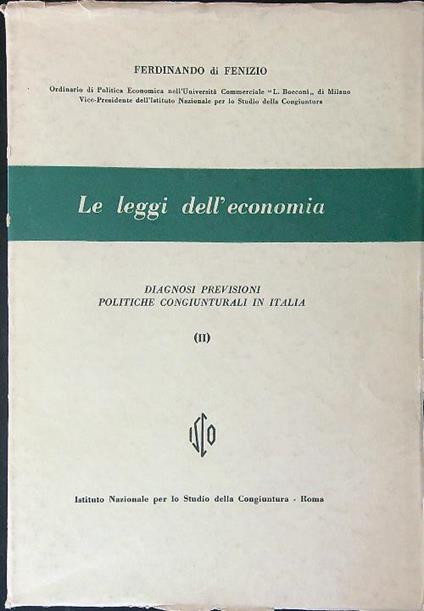 FERDINANDO di FENIZIO
Ordinario di Politica Economica nell'Università Commerciale "L. Bocconi„ di Milano
Vice-Presidente dell'Istituto Nazionale per lo Studio della Congiuntura
Le leggi dell'economia
DIAGNOSI PREVISIONI
POLITICHE CONGIUNTURALI IN ITALIA
(II)
ISCO
Istituto Nazionale per lo Studio della Congiuntura - Roma